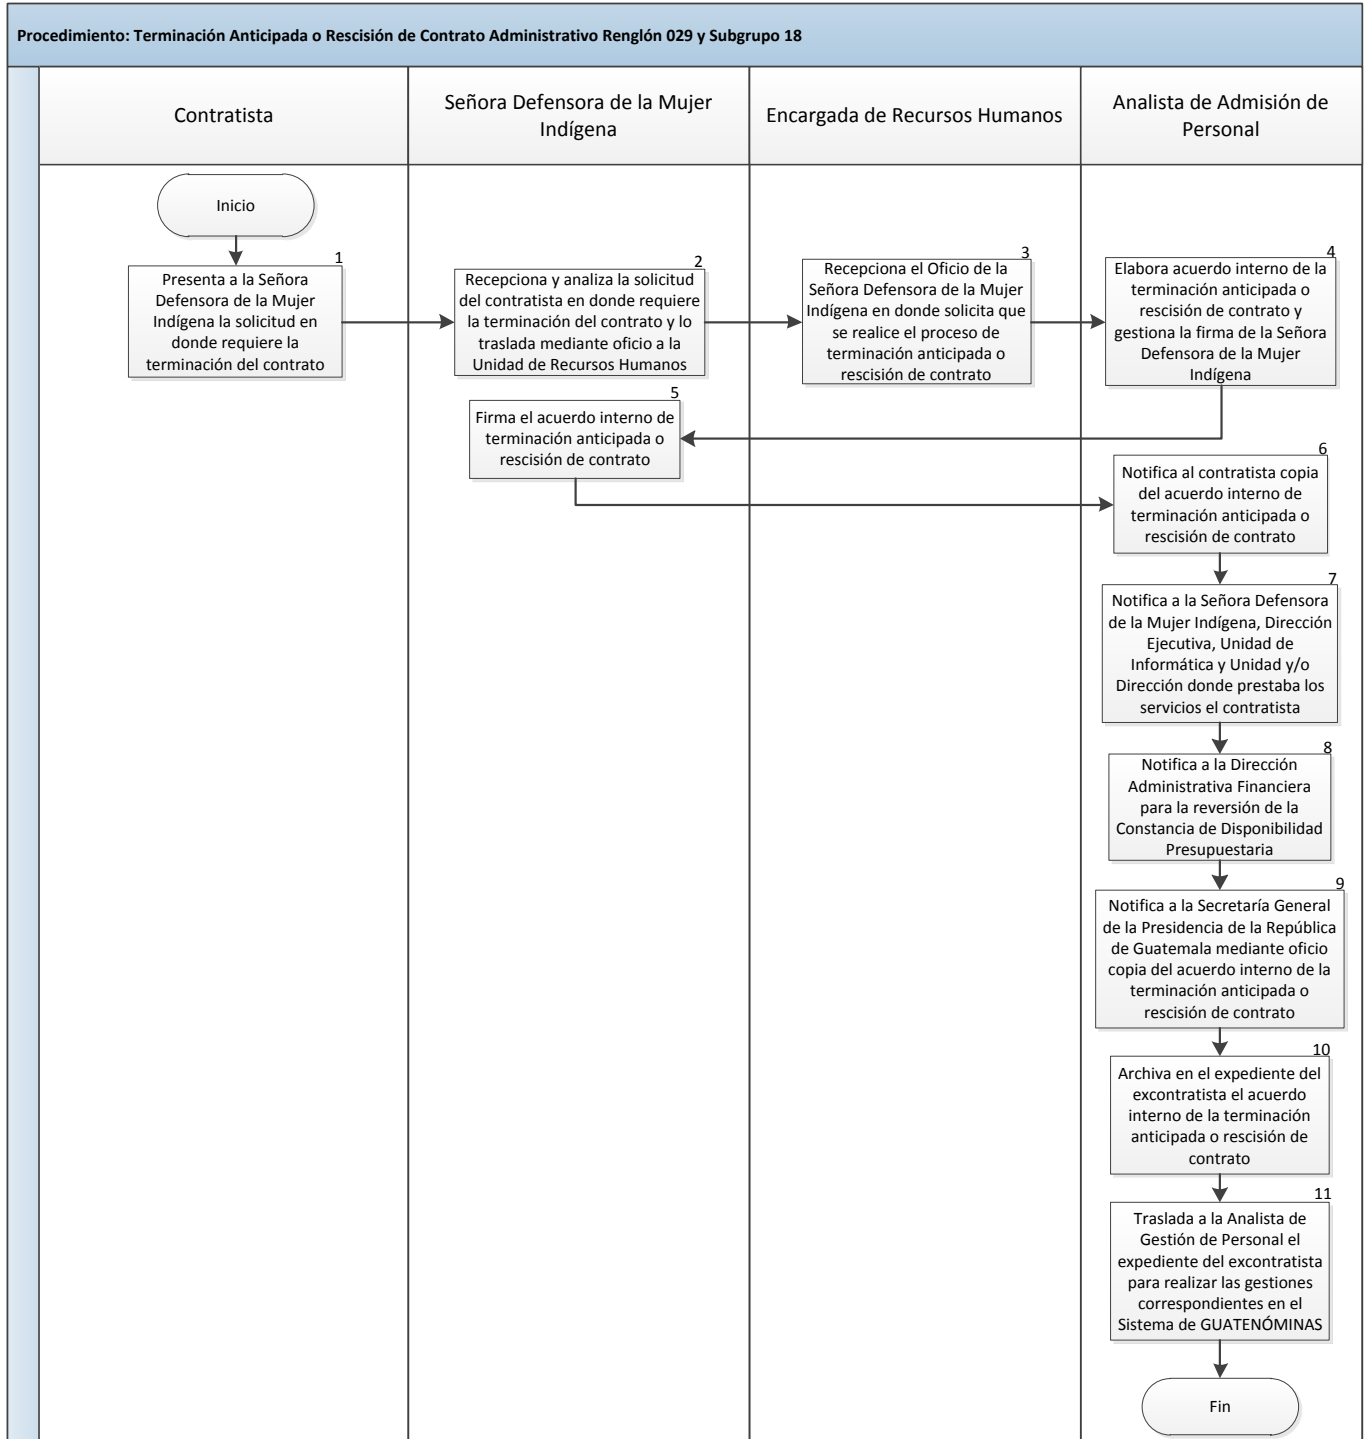 Procedimiento: Terminación Anticipada o Rescisión de Contrato Administrativo Renglón 029 y Subgrupo 18
Contratista
Señora Defensora de la Mujer
Indígena
Encargada de Recursos Humanos
Analista de Admisión de
Personal
Inicio
1
Presenta a la Señora
Defensora de la Mujer
Indígena la solicitud en
donde requiere la
terminación del contrato
2
Recepciona y analiza la solicitud
del contratista en donde requiere
la terminación del contrato y lo
traslada mediante oficio a la
Unidad de Recursos Humanos
3
Recepciona el Oficio de la
Señora Defensora de la Mujer
Indígena en donde solicita que
se realice el proceso de
terminación anticipada o
rescisión de contrato
4
Elabora acuerdo interno de la
terminación anticipada o
rescisión de contrato y
gestiona la firma de la Señora
Defensora de la Mujer
Indígena
5
Firma el acuerdo interno de
terminación anticipada o
rescisión de contrato
6
Notifica al contratista copia
del acuerdo interno de
terminación anticipada o
rescisión de contrato
7
Notifica a la Señora Defensora
de la Mujer Indígena, Dirección
Ejecutiva, Unidad de
Informática y Unidad y/o
Dirección donde prestaba los
servicios el contratista
8
Notifica a la Dirección
Administrativa Financiera
para la reversión de la
Constancia de Disponibilidad
Presupuestaria
9
Notifica a la Secretaría General
de la Presidencia de la República
de Guatemala mediante oficio
copia del acuerdo interno de la
terminación anticipada o
rescisión de contrato
10
Archiva en el expediente del
excontratista el acuerdo
interno de la terminación
anticipada o rescisión de
contrato
11
Traslada a la Analista de
Gestión de Personal el
expediente del excontratista
para realizar las gestiones
correspondientes en el
Sistema de GUATENÓMINAS
Fin